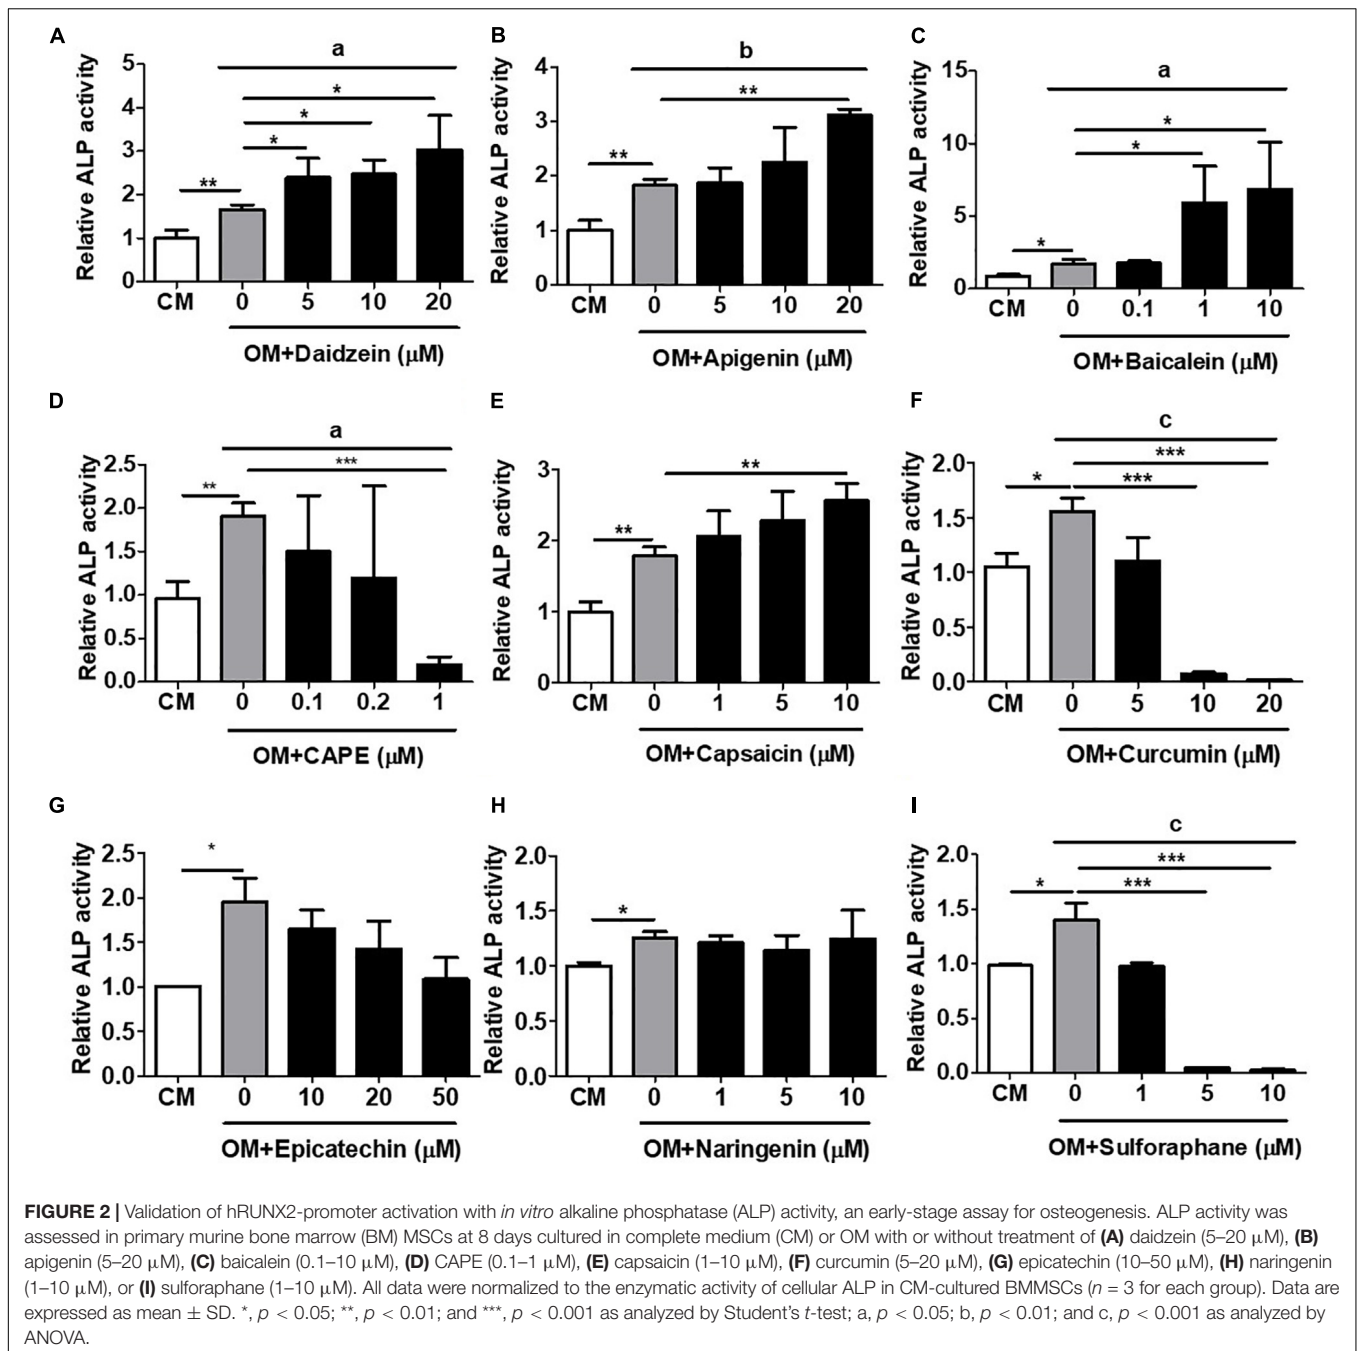 A
a
Relative ALP activity
5
4
3
2
1
0
*
*
*
**
CM 0 5 10 20
OM+Daidzein (μM)
B
b
Relative ALP activity
4
3
2
1
0
**
**
CM 0 5 10 20
OM+Apigenin (μM)
C
a
Relative ALP activity
15
10
5
0
*
*
*
CM 0 0.1 1 10
OM+Baicalein (μM)
D
a
Relative ALP activity
2.5
2.0
1.5
1.0
0.5
0.0
***
**
CM 0 0.1 0.2 1
OM+CAPE (μM)
E
Relative ALP activity
3
2
1
0
**
**
CM 0 1 5 10
OM+Capsaicin (μM)
F
c
Relative ALP activity
2.0
1.5
1.0
0.5
0.0
***
* ***
CM 0 5 10 20
OM+Curcumin (μM)
G
Relative ALP activity
2.5
2.0
1.5
1.0
0.5
0.0
*
CM 0 10 20 50
OM+Epicatechin (μM)
H
Relative ALP activity
2.0
1.5
1.0
0.5
0.0
*
CM 0 1 5 10
OM+Naringenin (μM)
I
c
Relative ALP activity
2.0
1.5
1.0
0.5
0.0
***
* ***
CM 0 1 5 10
OM+Sulforaphane (μM)
FIGURE 2 | Validation of hRUNX2-promoter activation with in vitro alkaline phosphatase (ALP) activity, an early-stage assay for osteogenesis. ALP activity was
assessed in primary murine bone marrow (BM) MSCs at 8 days cultured in complete medium (CM) or OM with or without treatment of (A) daidzein (5–20 μM), (B)
apigenin (5–20 μM), (C) baicalein (0.1–10 μM), (D) CAPE (0.1–1 μM), (E) capsaicin (1–10 μM), (F) curcumin (5–20 μM), (G) epicatechin (10–50 μM), (H) naringenin
(1–10 μM), or (I) sulforaphane (1–10 μM). All data were normalized to the enzymatic activity of cellular ALP in CM-cultured BMMSCs (n = 3 for each group). Data are
expressed as mean ± SD. *, p < 0.05; **, p < 0.01; and ***, p < 0.001 as analyzed by Student's t-test; a, p < 0.05; b, p < 0.01; and c, p < 0.001 as analyzed by
ANOVA.